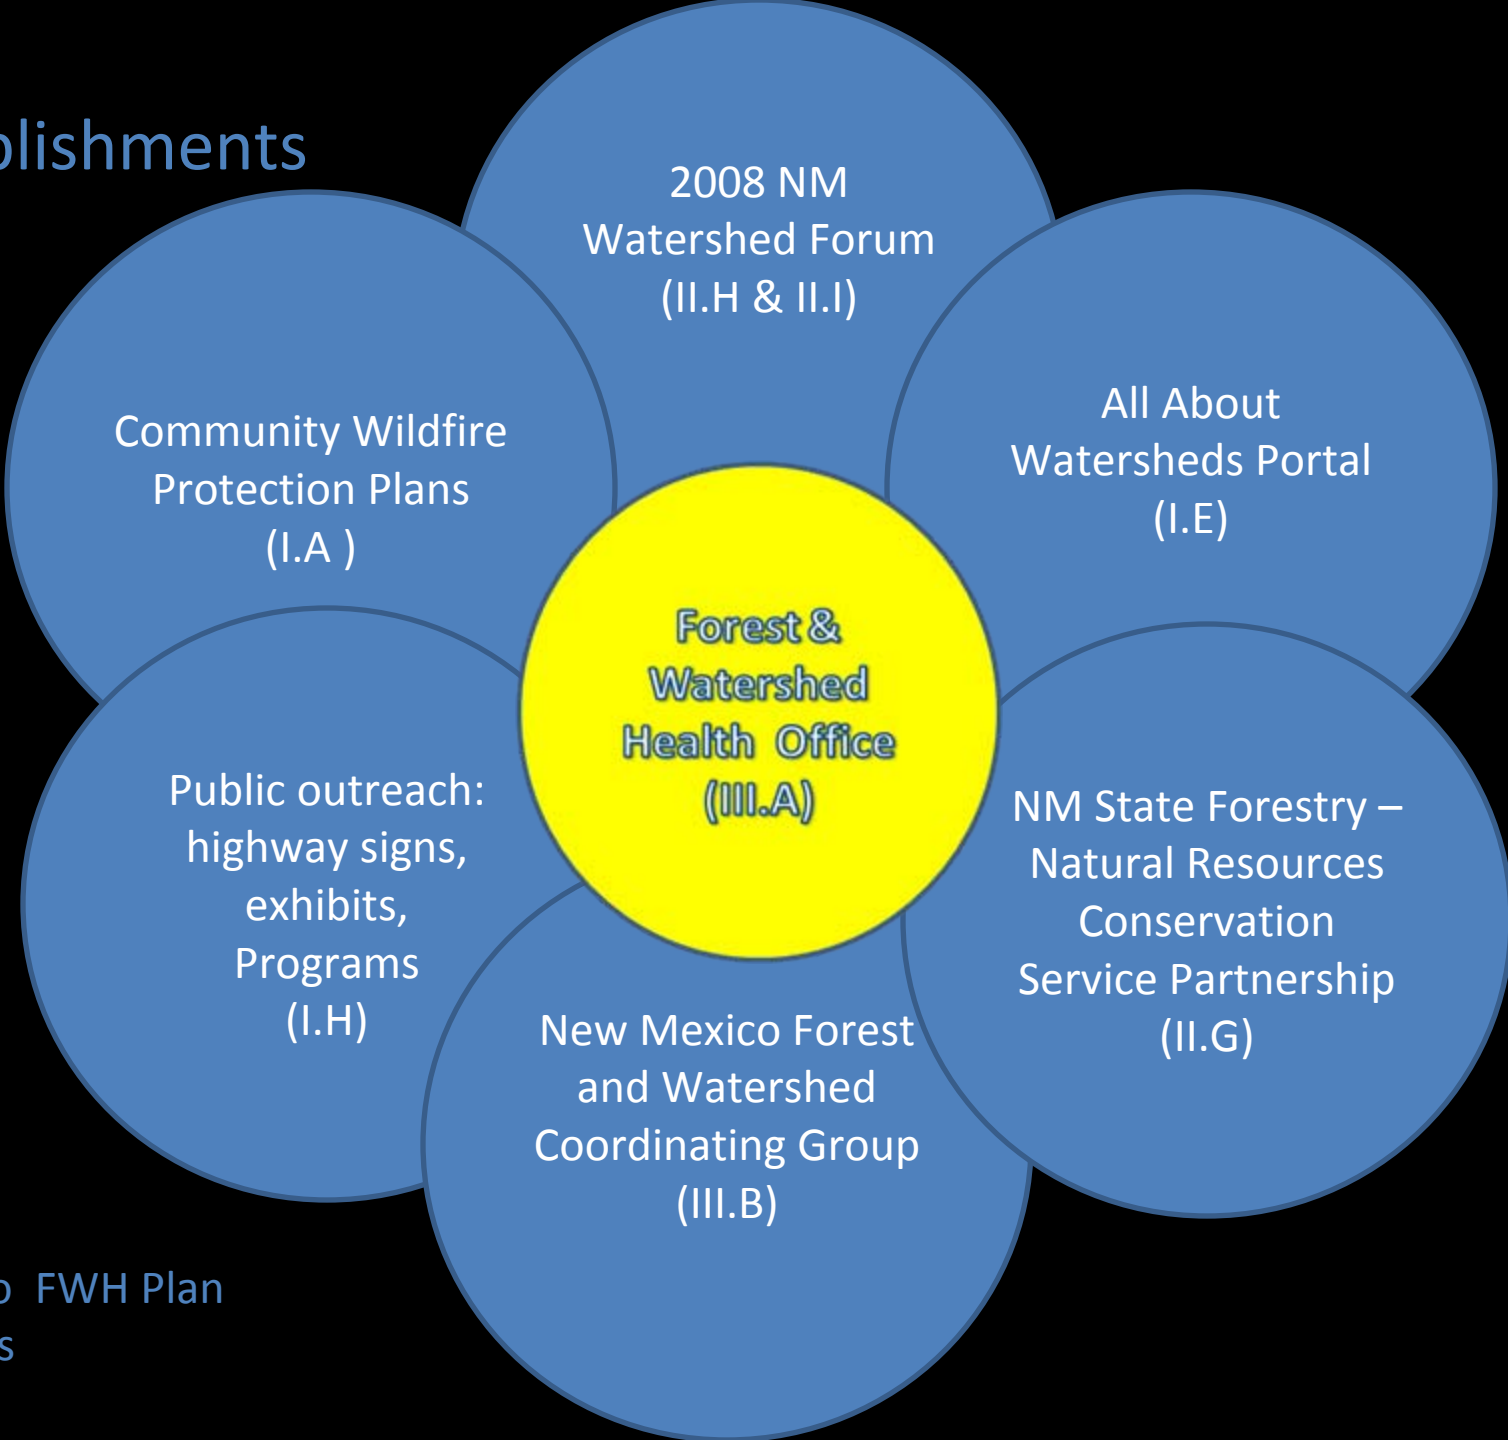 plishments
2008 NM
Watershed Forum
(II.H & II.I)
Community Wildfire
Protection Plans
(I.A )
All About
Watersheds Portal
(I.E)
Forest &
Watershed
Health Office
(III.A)
Public outreach:
highway signs,
exhibits,
Programs
(I.H)
NM State Forestry –
Natural Resources
Conservation
Service Partnership
(II.G)
New Mexico Forest
and Watershed
Coordinating Group
(III.B)
o FWH Plan
s